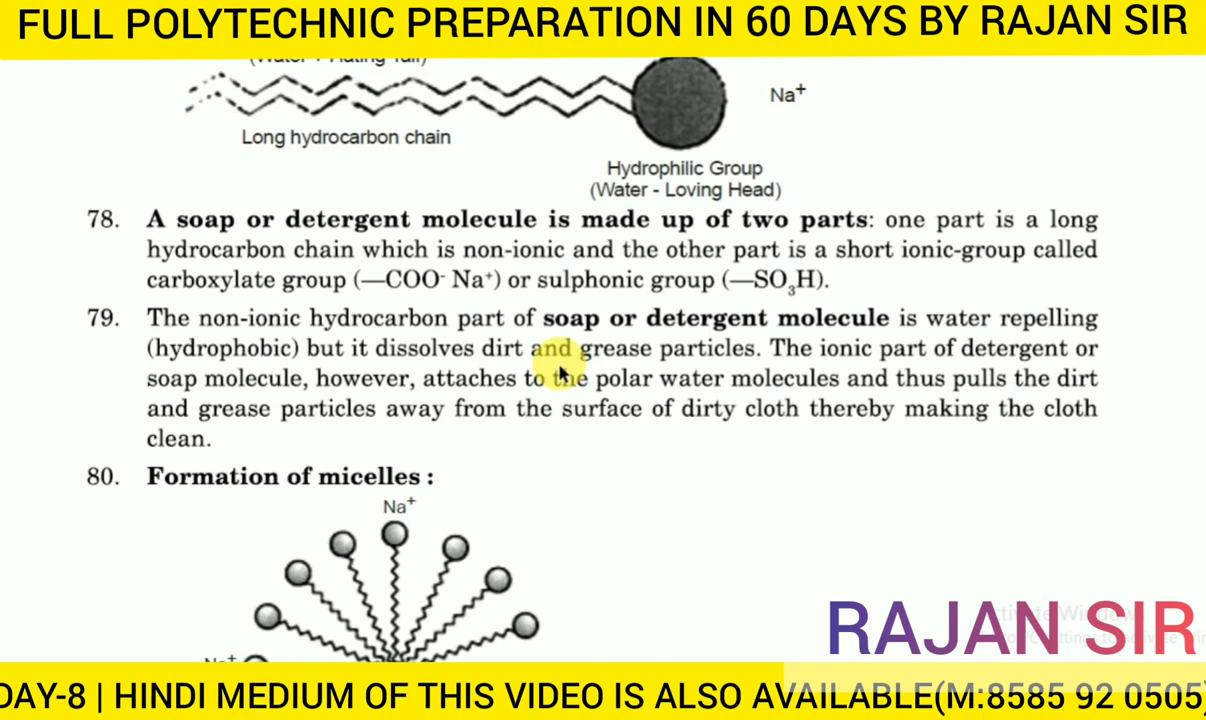 FULL POLYTECHNIC PREPARATION IN 60 DAYS BY RAJAN SIR
Na⁺
Long hydrocarbon chain
Hydrophilic Group
(Water - Loving Head)
78. A soap or detergent molecule is made up of two parts: one part is a long
hydrocarbon chain which is non-ionic and the other part is a short ionic-group called
carboxylate group (—COO⁻ Na⁺) or sulphonic group (—SO₃H).
79. The non-ionic hydrocarbon part of soap or detergent molecule is water repelling
(hydrophobic) but it dissolves dirt and grease particles. The ionic part of detergent or
soap molecule, however, attaches to the polar water molecules and thus pulls the dirt
and grease particles away from the surface of dirty cloth thereby making the cloth
clean.
80. Formation of micelles :
Na⁺
RAJAN SIR
DAY-8 | HINDI MEDIUM OF THIS VIDEO IS ALSO AVAILABLE(M:8585 92 0505)